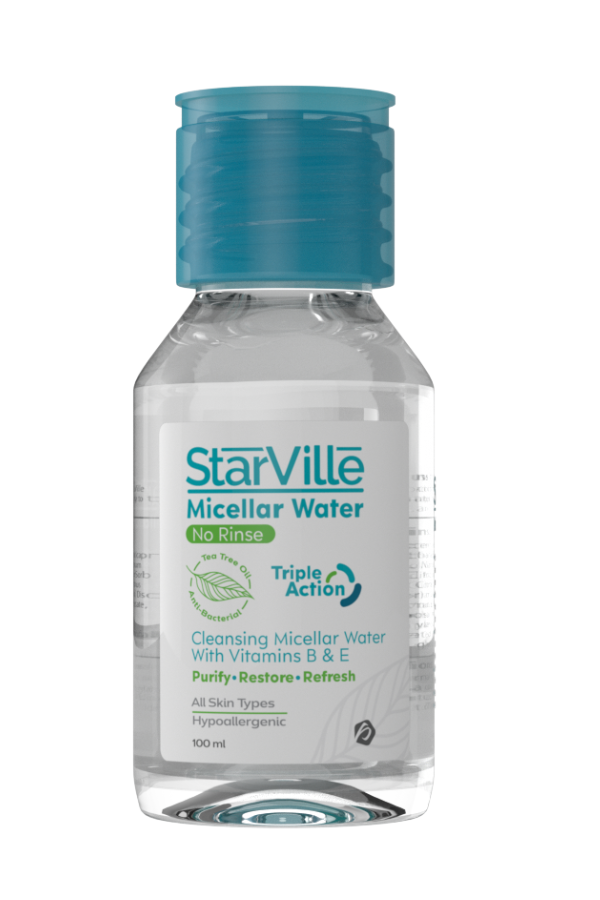 StarVille
Micellar Water
No Rinse
Tea Tree Oil
Anti-Bacterial
Triple
Action
Cleansing Micellar Water
With Vitamins B & E
Purify•Restore•Refresh
All Skin Types
Hypoallergenic
100 ml